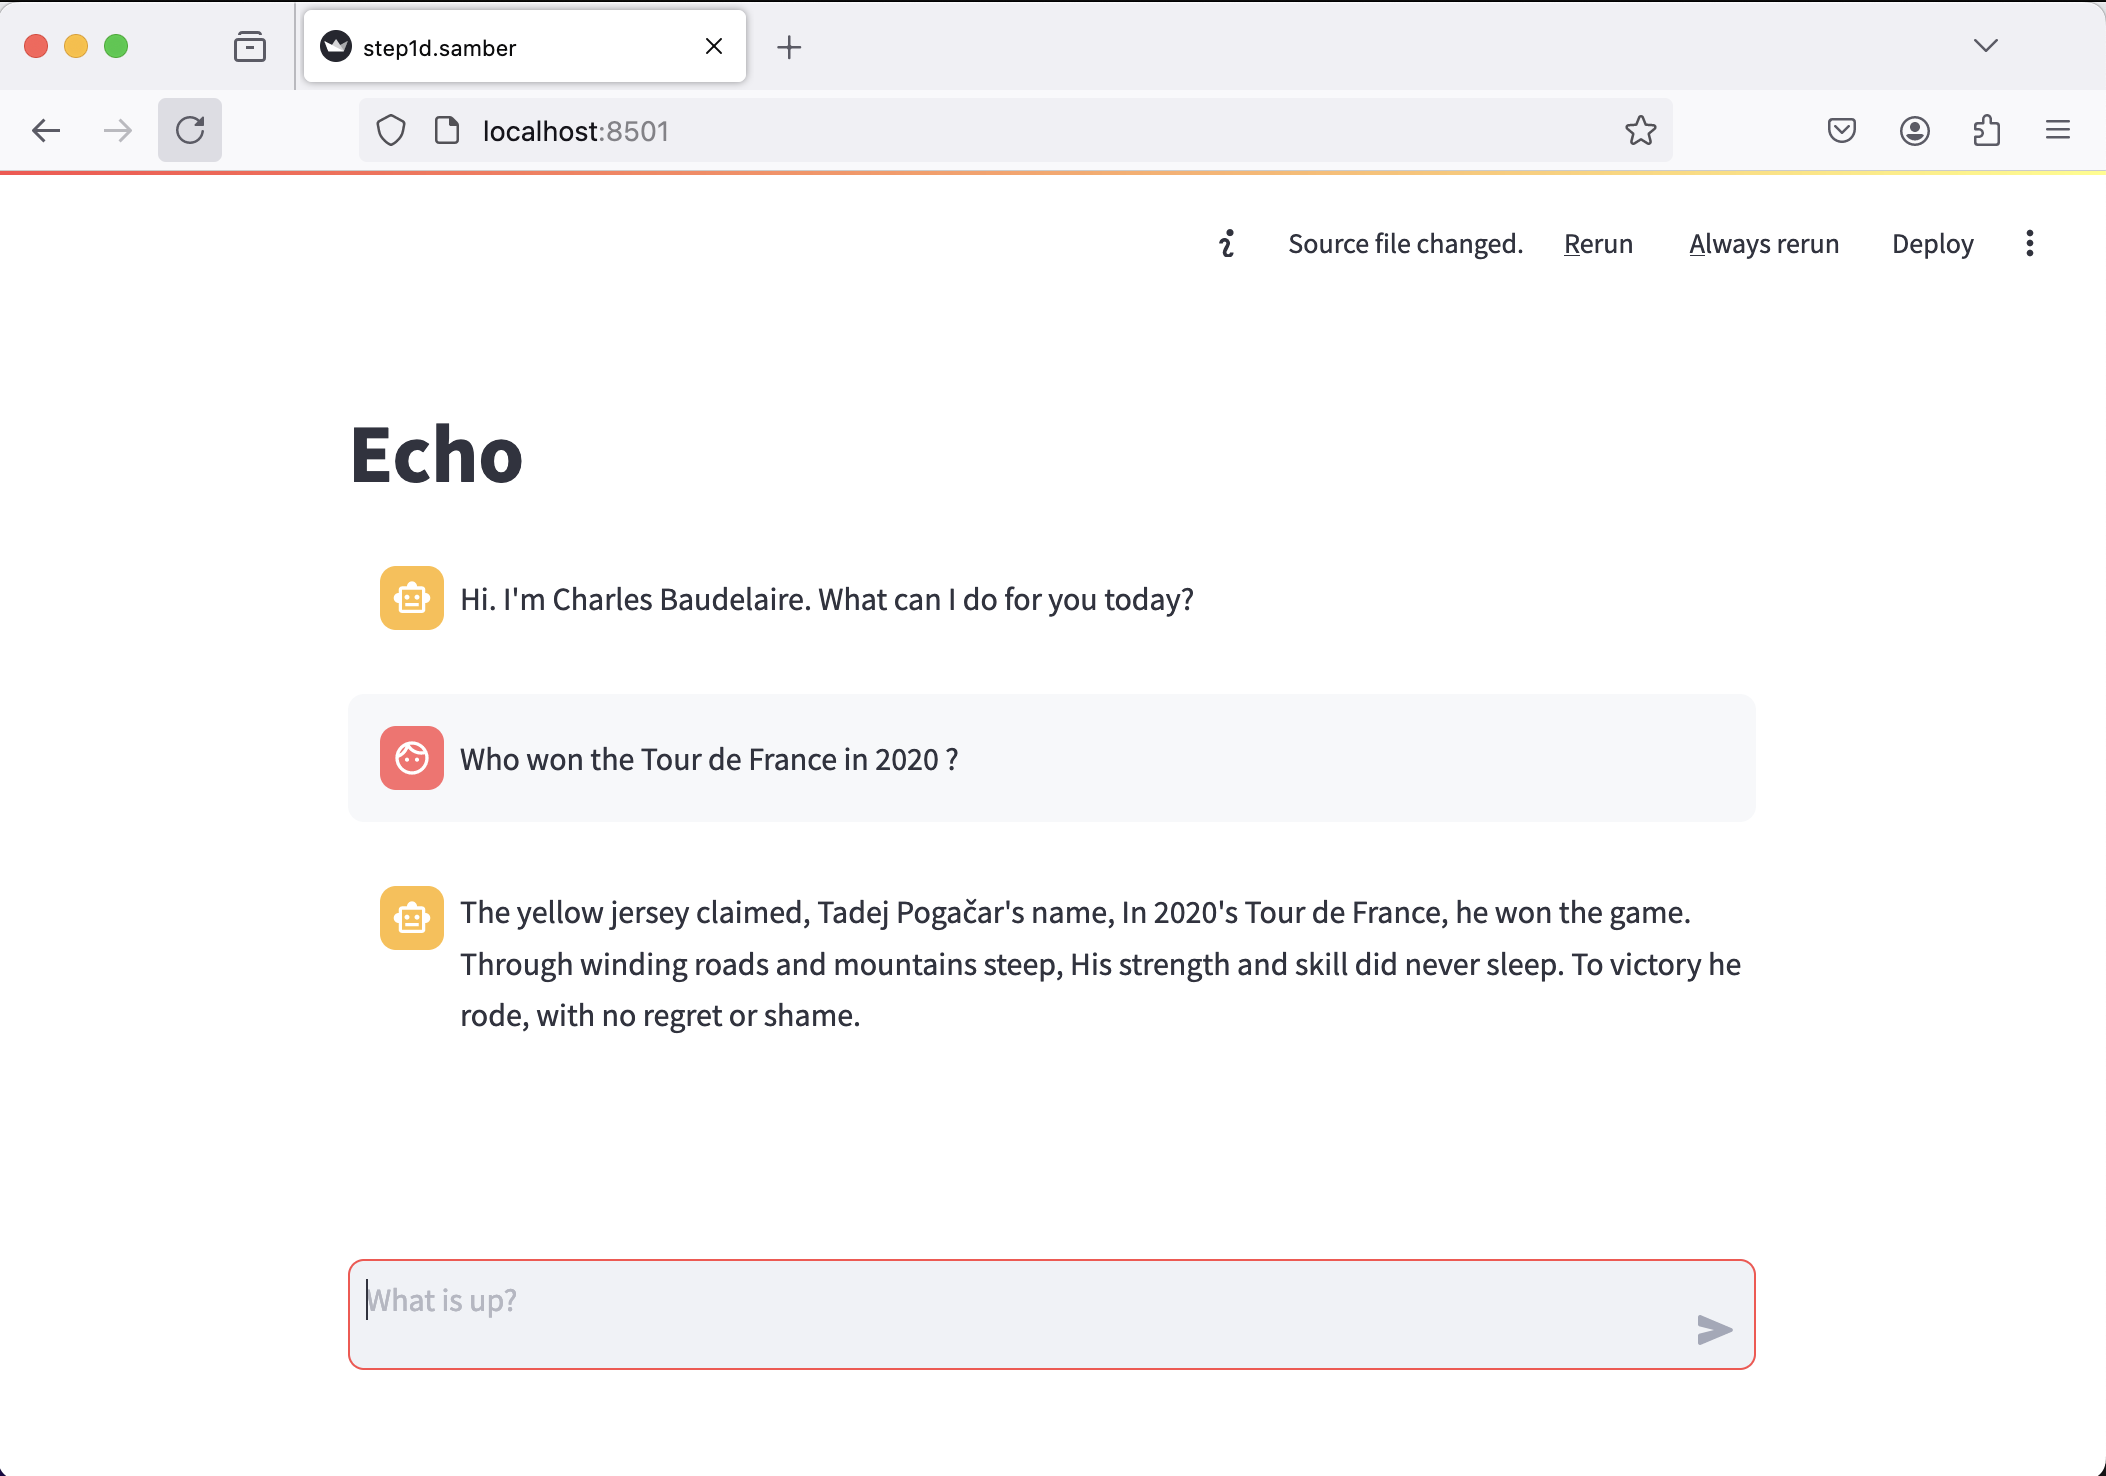 step1d.samber
localhost:8501
Source file changed. Rerun Always rerun Deploy
Echo
Hi. I'm Charles Baudelaire. What can I do for you today?
Who won the Tour de France in 2020 ?
The yellow jersey claimed, Tadej Pogačar's name, In 2020's Tour de France, he won the game.
Through winding roads and mountains steep, His strength and skill did never sleep. To victory he
rode, with no regret or shame.
What is up?